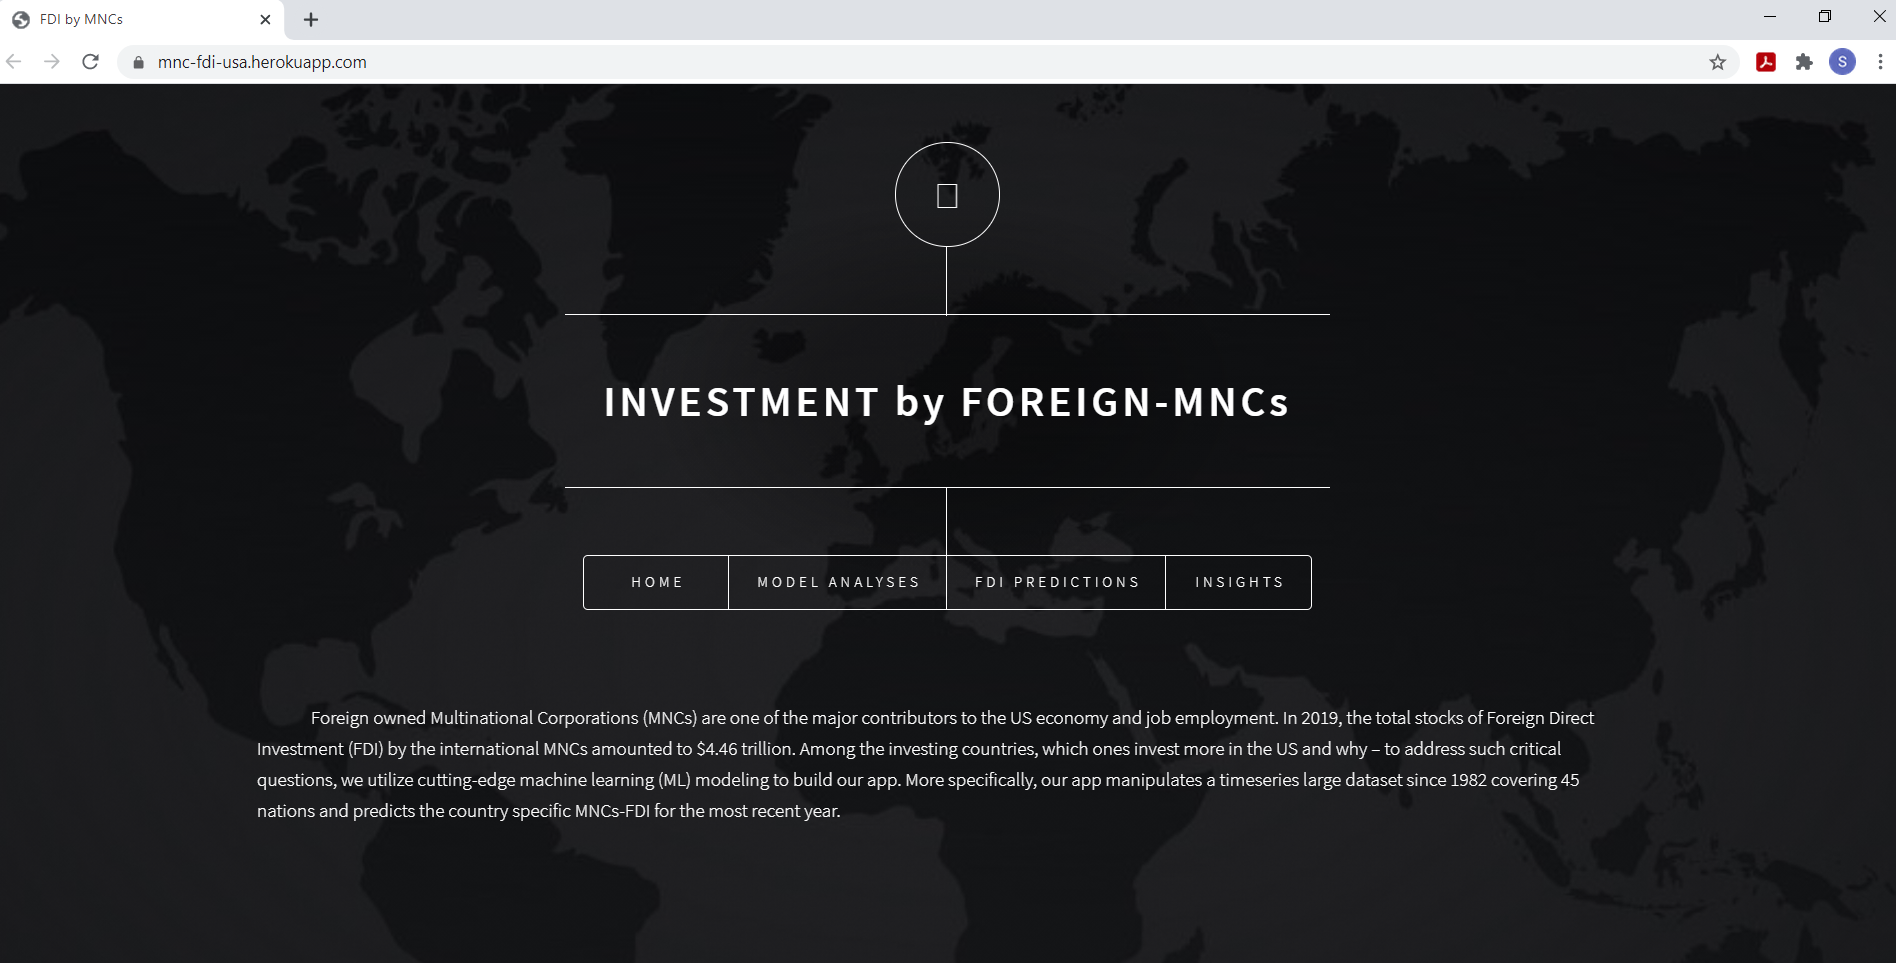 FDI by MNCs
mnc-fdi-usa.herokuapp.com
S
INVESTMENT by FOREIGN-MNCs
HOME MODEL ANALYSES FDI PREDICTIONS INSIGHTS
Foreign owned Multinational Corporations (MNCs) are one of the major contributors to the US economy and job employment. In 2019, the total stocks of Foreign Direct
Investment (FDI) by the international MNCs amounted to $4.46 trillion. Among the investing countries, which ones invest more in the US and why – to address such critical
questions, we utilize cutting-edge machine learning (ML) modeling to build our app. More specifically, our app manipulates a timeseries large dataset since 1982 covering 45
nations and predicts the country specific MNCs-FDI for the most recent year.